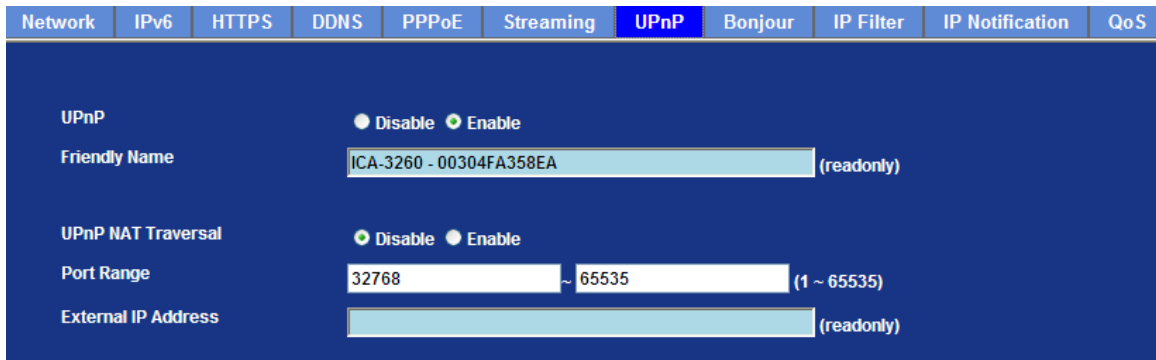 Network IPv6 HTTPS DDNS PPPoE Streaming UPnP Bonjour IP Filter IP Notification QoS
UPnP Disable Enable
Friendly Name ICA-3260 - 00304FA358EA (readonly)
UPnP NAT Traversal Disable Enable
Port Range 32768 ~ 65535 (1 ~ 65535)
External IP Address (readonly)